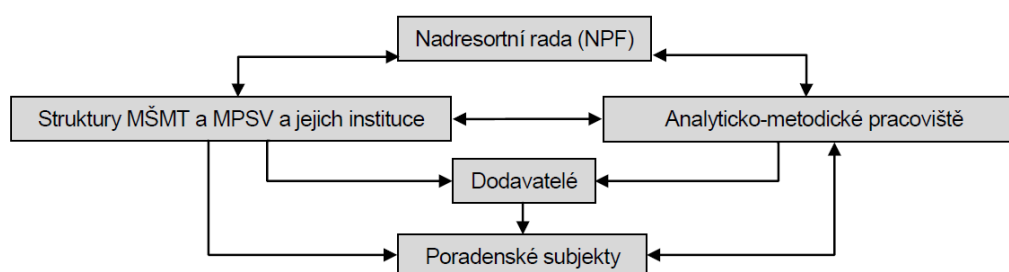 Nadresortní rada (NPF)
Struktury MŠMT a MPSV a jejich instituce
Analyticko-metodické pracoviště
Dodavatelé
Poradenské subjekty